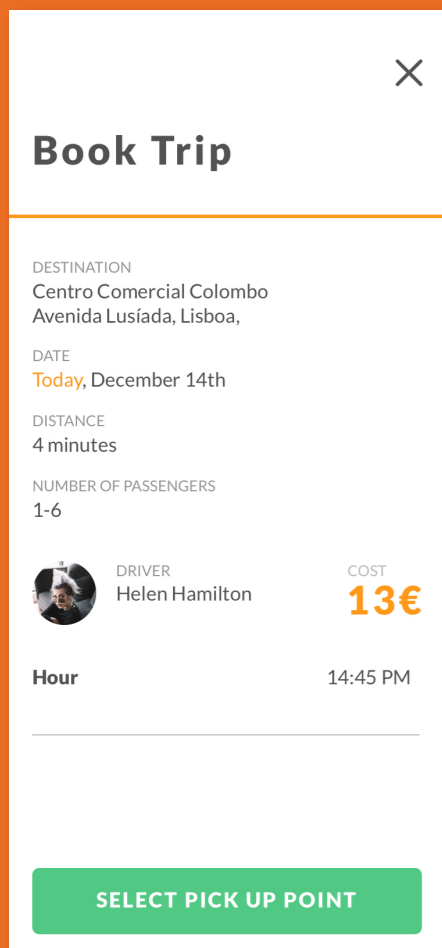 Book Trip
DESTINATION
Centro Comercial Colombo
Avenida Lusíada, Lisboa,
DATE
Today, December 14th
DISTANCE
4 minutes
NUMBER OF PASSENGERS
1-6
DRIVER
Helen Hamilton
COST
13€
Hour
14:45 PM
SELECT PICK UP POINT